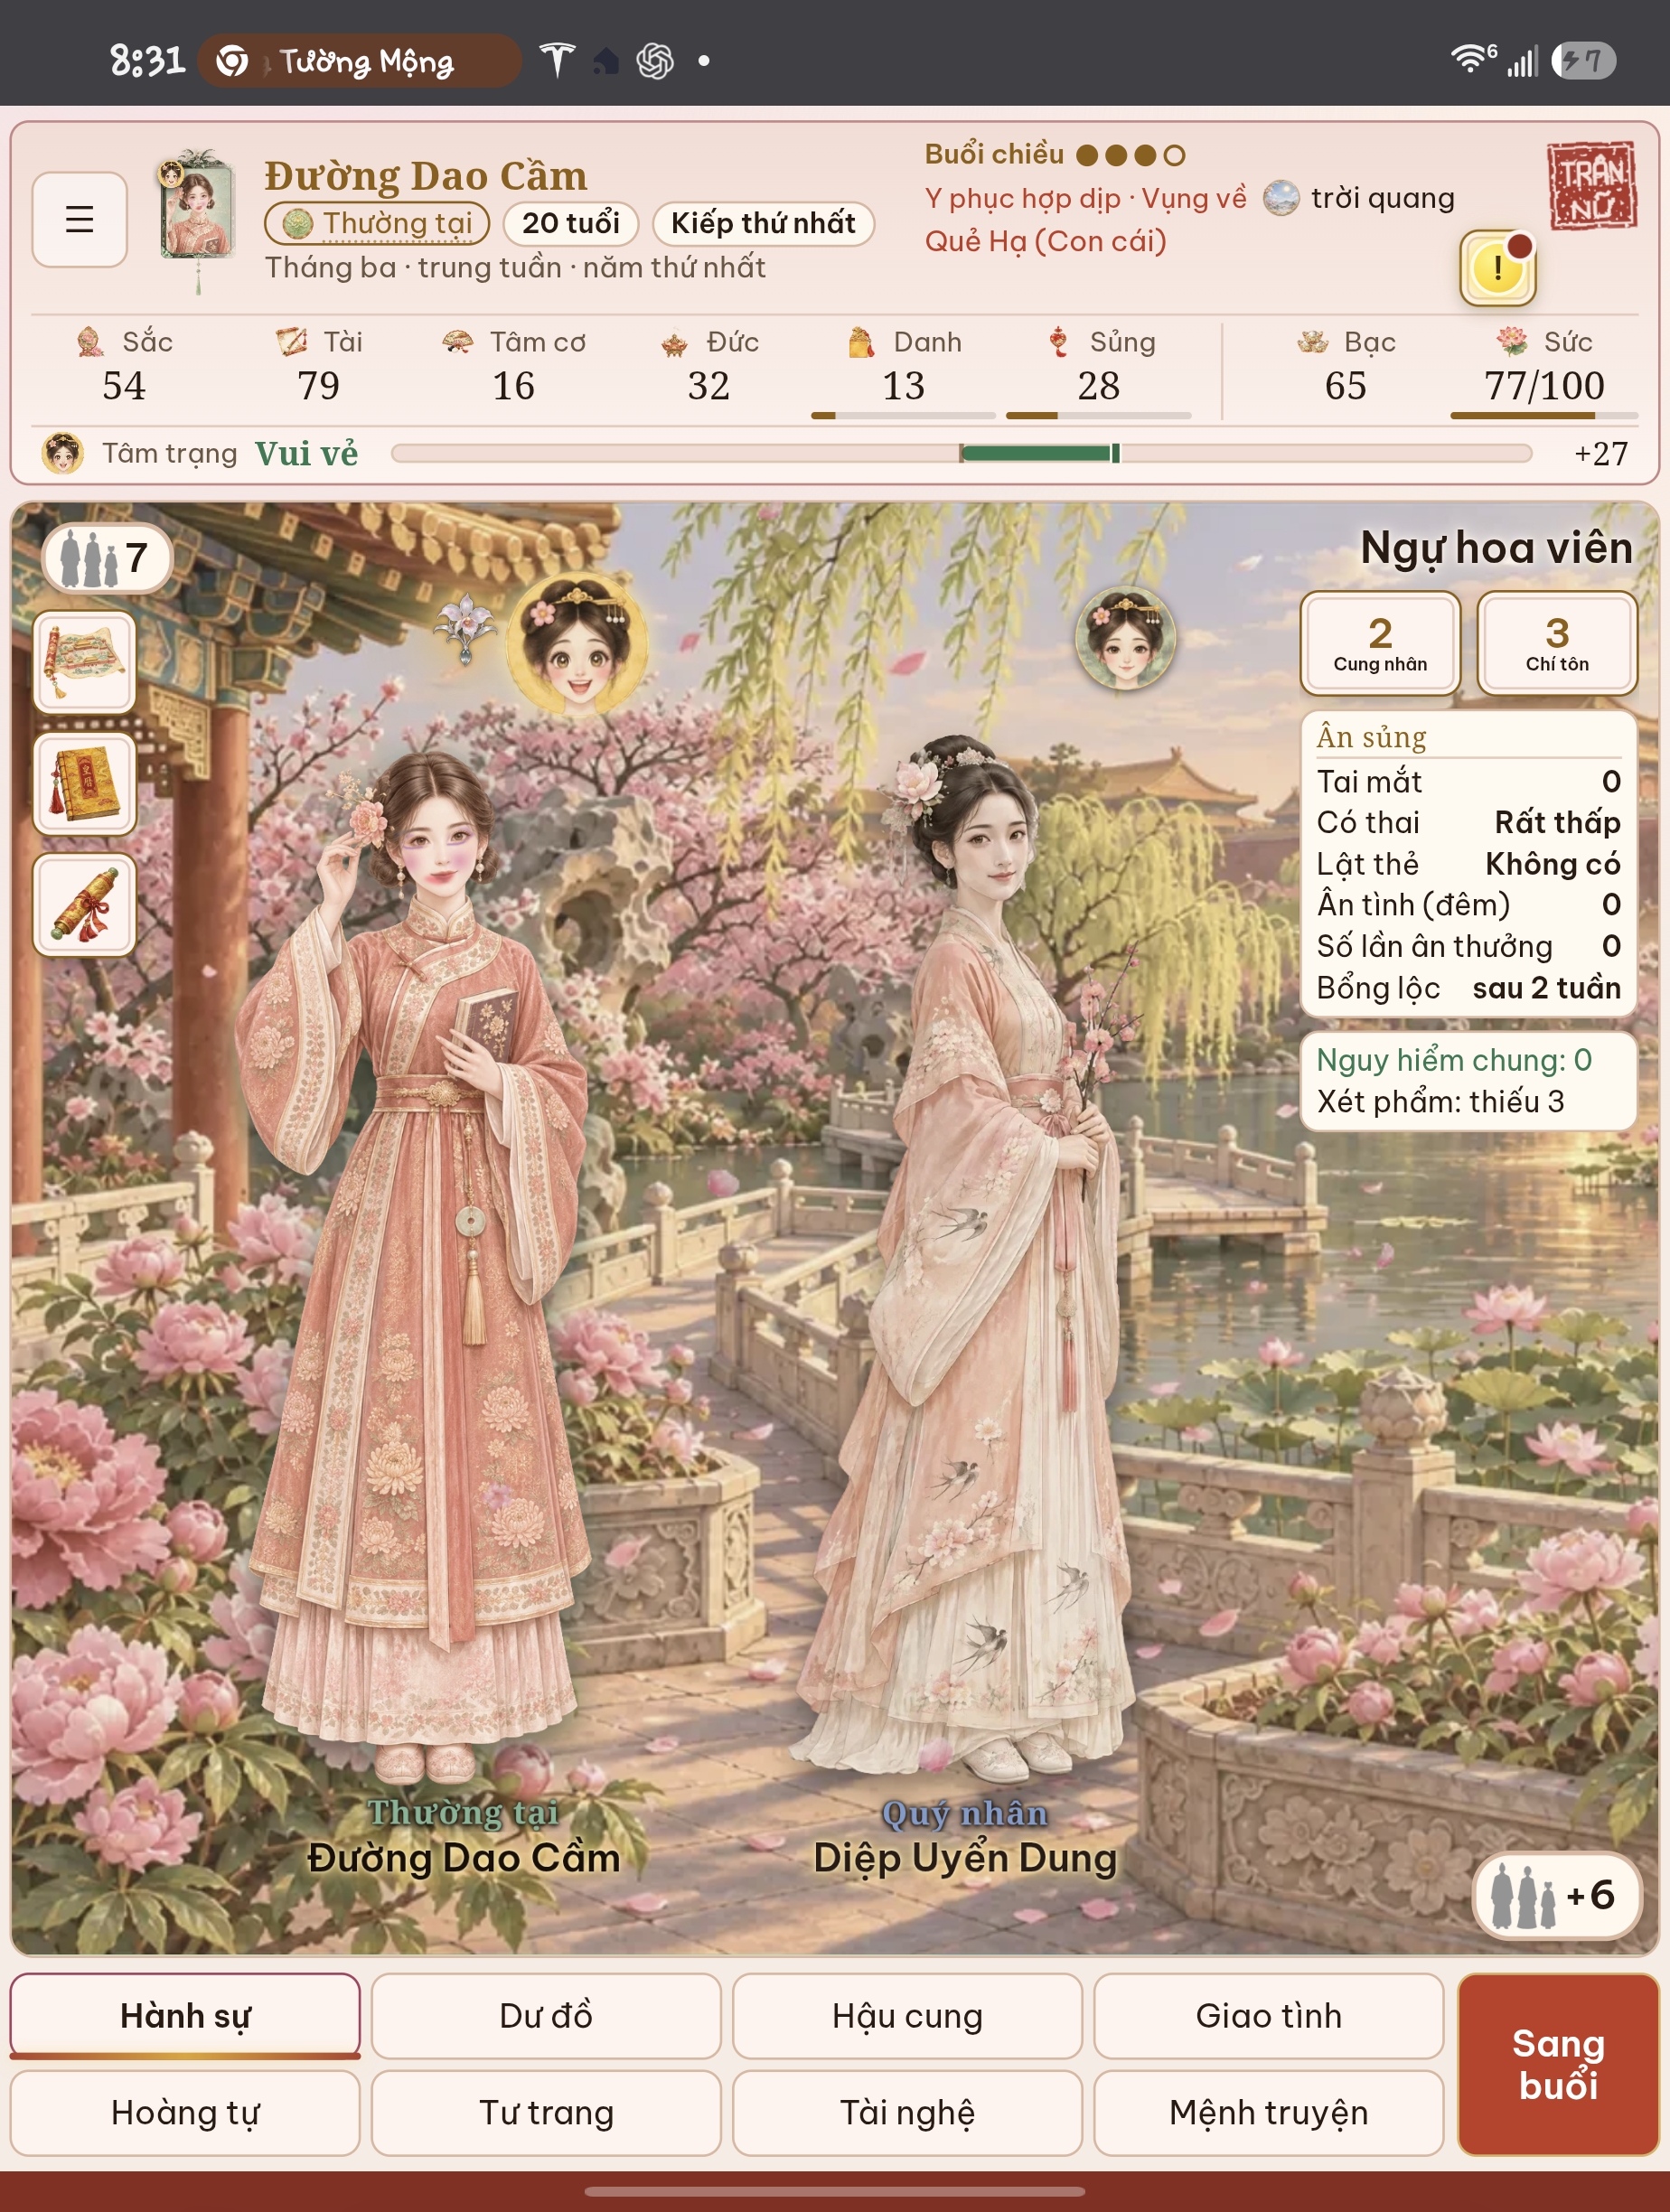 8:31 Tường Mộng 6 7
Đường Dao Cầm
Thường tại 20 tuổi Kiếp thứ nhất
Tháng ba · trung tuần · năm thứ nhất
Buổi chiều
Y phục hợp dịp · Vụng về trời quang
Quẻ Hạ (Con cái)
!
TRÂN
NỮ
Sắc Tài Tâm cơ Đức Danh Sủng Bạc Sức
54 79 16 32 13 28 65 77/100
Tâm trạng Vui vẻ +27
7
Ngự hoa viên
2 3
Cung nhân Chí tôn
Ân sủng
Tai mắt 0
Có thai Rất thấp
Lật thẻ Không có
Ân tình (đêm) 0
Số lần ân thưởng 0
Bổng lộc sau 2 tuần
Nguy hiểm chung: 0
Xét phẩm: thiếu 3
Thường tại Quý nhân
Đường Dao Cầm Diệp Uyển Dung
+6
Hành sự Dư đồ Hậu cung Giao tình
Hoàng tự Tư trang Tài nghệ Mệnh truyện
Sang
buổi